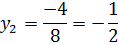 y₂ = −4/8 = −1/2